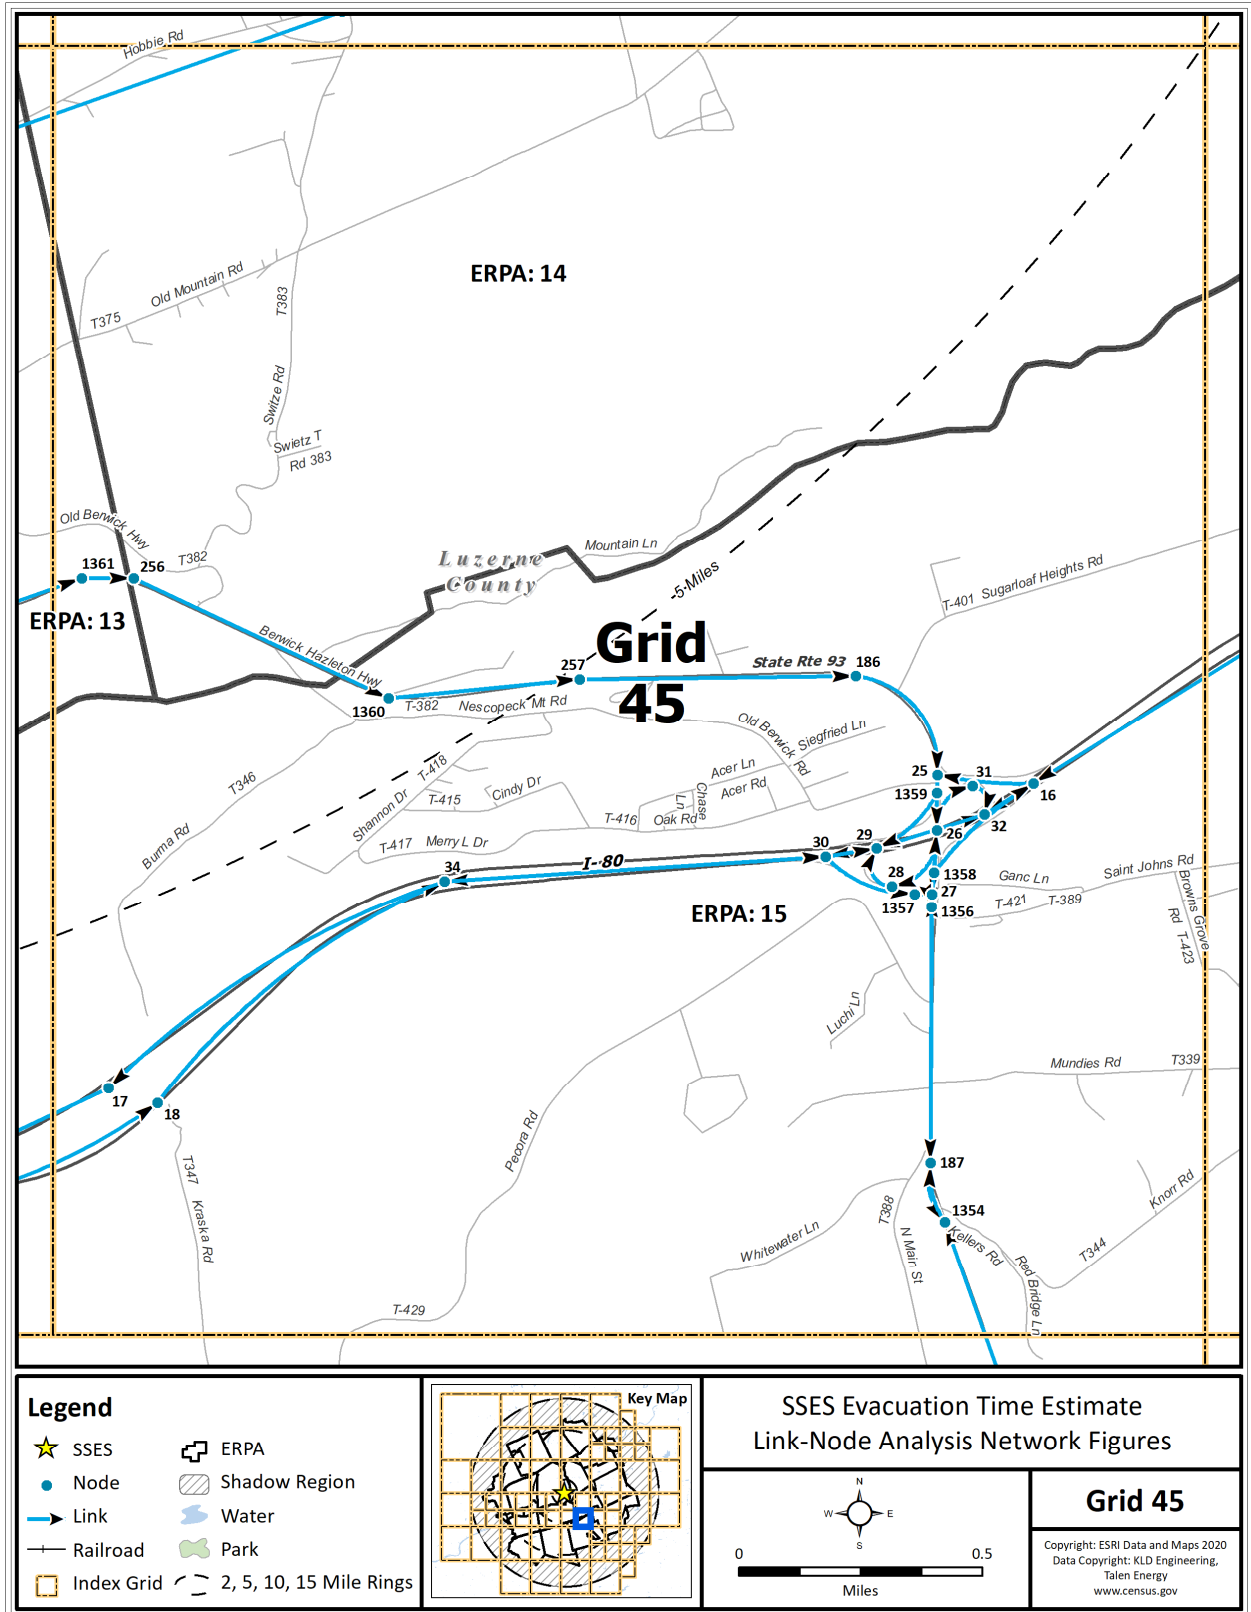 Hobbie Rd
ERPA: 14
Old Mountain Rd
T375
T383
Switze Rd
Swietz T
Rd 383
Old Berwick Hwy
T382
1361
256
ERPA: 13
Luzerne
County
Mountain Ln
-5-Miles
T-401 Sugarloaf Heights Rd
Berwick Hazleton Hwy
Grid
45
257
State Rte 93
186
1360
T-382
Nescopeck Mt Rd
Old Berwick Rd
Siegfried Ln
T-418
Shannon Dr
T346
Acer Ln
Acer Rd
Chase
Ln
Cindy Dr
T-415
T-416
Oak Rd
25
31
1359
16
32
26
Burma Rd
T-417
Merry L Dr
34
I-80
30
29
28
1358
27
1357
1356
Ganc Ln
T-421
T-389
Saint Johns Rd
Browns Grove
Rd T-423
ERPA: 15
Luchi Ln
Mundies Rd
T339
17
18
Pecora Rd
T347
Kraska Rd
187
1354
T388
N Main St
Whitewater Ln
Kellers Rd
Red Bridge Ln
T344
Knorr Rd
T-429
Legend
SSES
Node
Link
Railroad
Index Grid
ERPA
Shadow Region
Water
Park
2, 5, 10, 15 Mile Rings
Key Map
SSES Evacuation Time Estimate
Link-Node Analysis Network Figures
N
W
E
S
0
0.5
Miles
Grid 45
Copyright: ESRI Data and Maps 2020
Data Copyright: KLD Engineering,
Talen Energy
www.census.gov